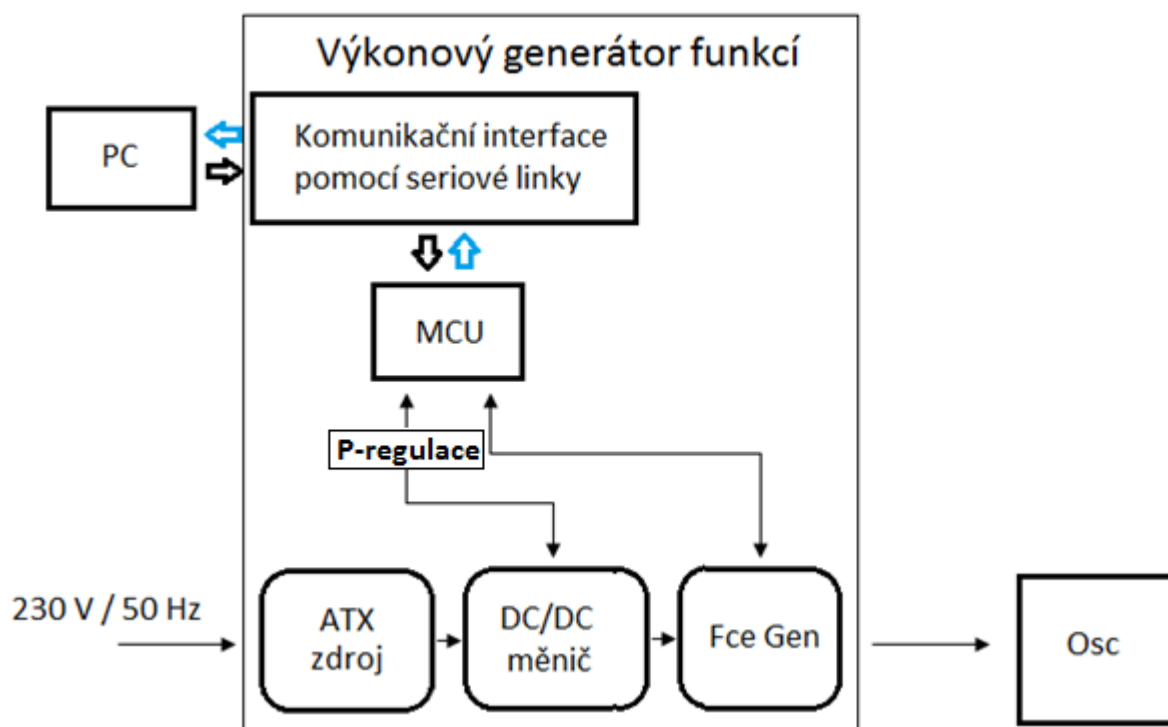 Výkonový generátor funkcí
PC
Komunikační interface
pomocí seriové linky
MCU
P-regulace
230 V / 50 Hz
ATX
zdroj
DC/DC
měnič
Fce Gen
Osc